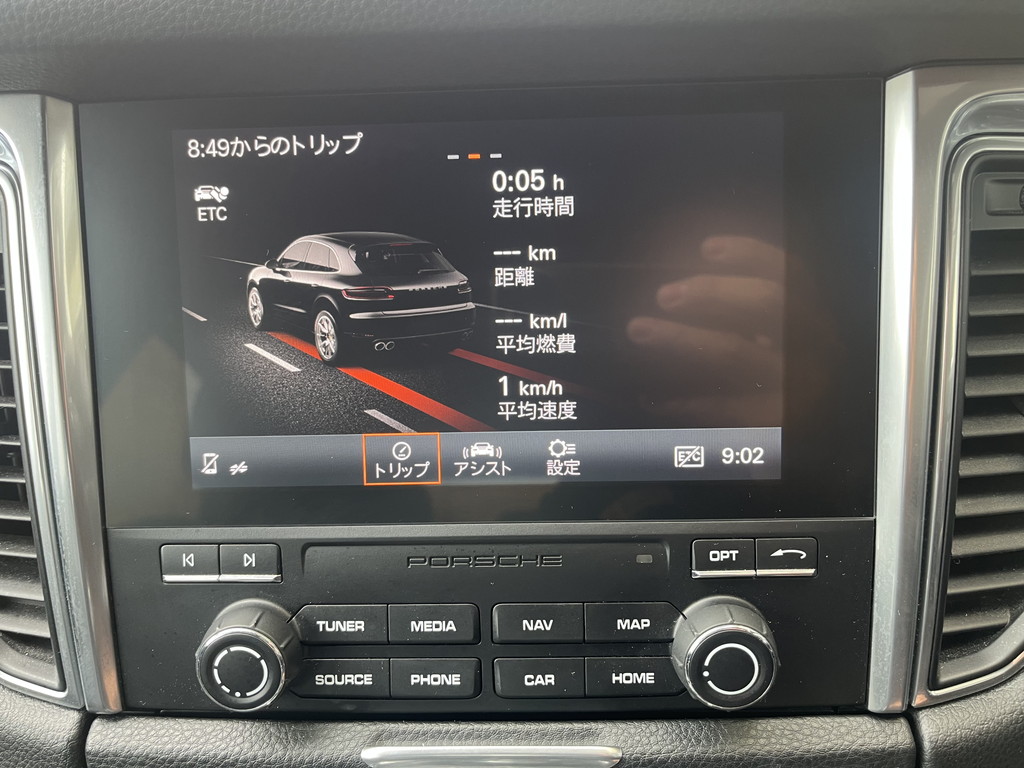 8:49からのトリップ
ETC
0:05 h
走行時間
--- km
距離
--- km/l
平均燃費
1 km/h
平均速度
トリップ
アシスト
設定
ETC
9:02
PORSCHE
OPT
TUNER
MEDIA
NAV
MAP
SOURCE
PHONE
CAR
HOME